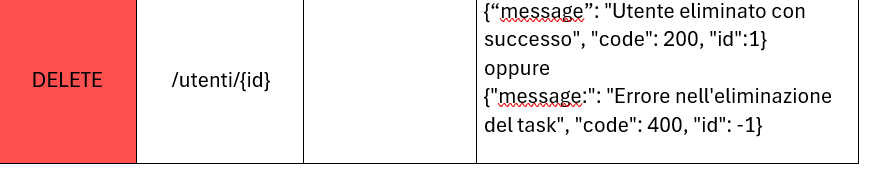 {“message”: "Utente eliminato con
successo", "code": 200, "id":1}
oppure
DELETE
/utenti/{id}
{"message:": "Errore nell'eliminazione
del task", "code": 400, "id": -1}